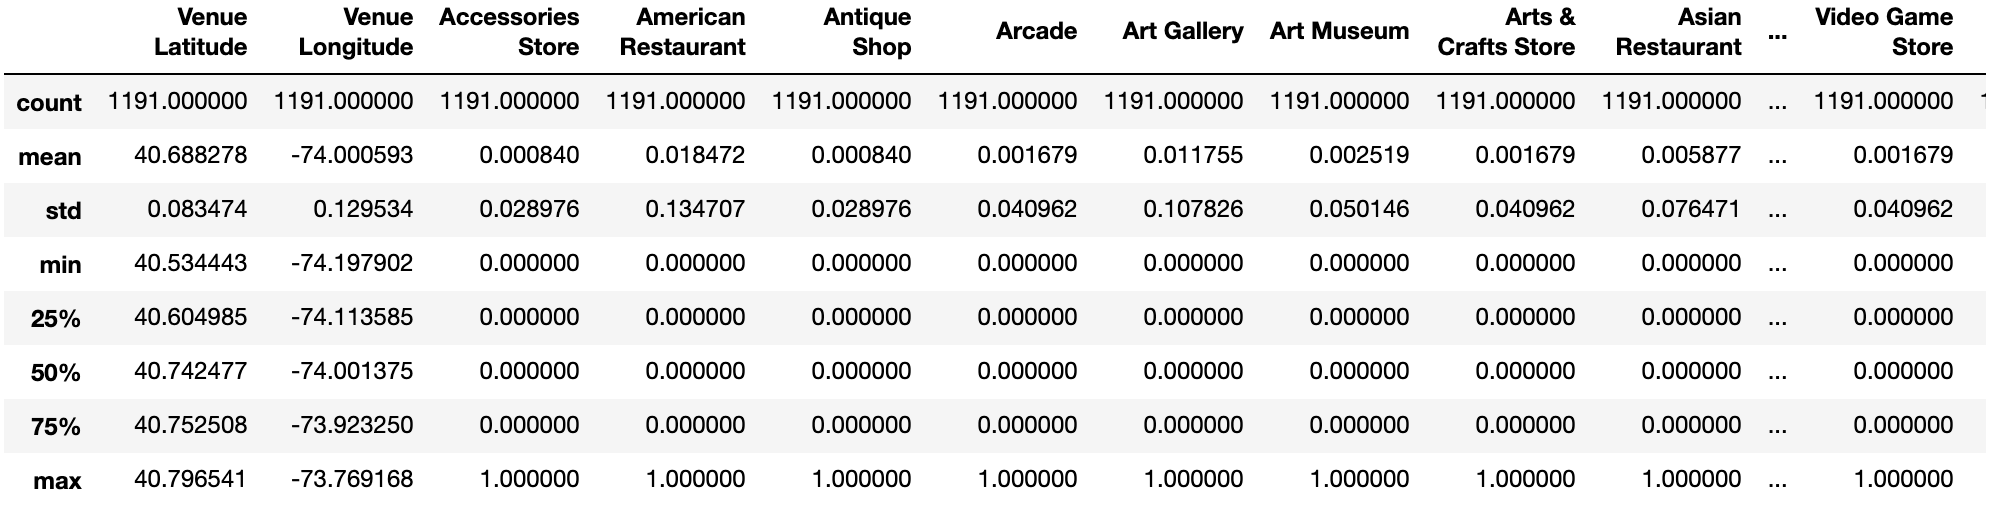 Venue Latitude Venue Longitude Accessories Store American Restaurant Antique Shop Arcade Art Gallery Art Museum Arts & Crafts Store Asian Restaurant ... Video Game Store
count 1191.000000 1191.000000 1191.000000 1191.000000 1191.000000 1191.000000 1191.000000 1191.000000 1191.000000 1191.000000 ... 1191.000000
mean 40.688278 -74.000593 0.000840 0.018472 0.000840 0.001679 0.011755 0.002519 0.001679 0.005877 ... 0.001679
std 0.083474 0.129534 0.028976 0.134707 0.028976 0.040962 0.107826 0.050146 0.040962 0.076471 ... 0.040962
min 40.534443 -74.197902 0.000000 0.000000 0.000000 0.000000 0.000000 0.000000 0.000000 0.000000 ... 0.000000
25% 40.604985 -74.113585 0.000000 0.000000 0.000000 0.000000 0.000000 0.000000 0.000000 0.000000 ... 0.000000
50% 40.742477 -74.001375 0.000000 0.000000 0.000000 0.000000 0.000000 0.000000 0.000000 0.000000 ... 0.000000
75% 40.752508 -73.923250 0.000000 0.000000 0.000000 0.000000 0.000000 0.000000 0.000000 0.000000 ... 0.000000
max 40.796541 -73.769168 1.000000 1.000000 1.000000 1.000000 1.000000 1.000000 1.000000 1.000000 ... 1.000000